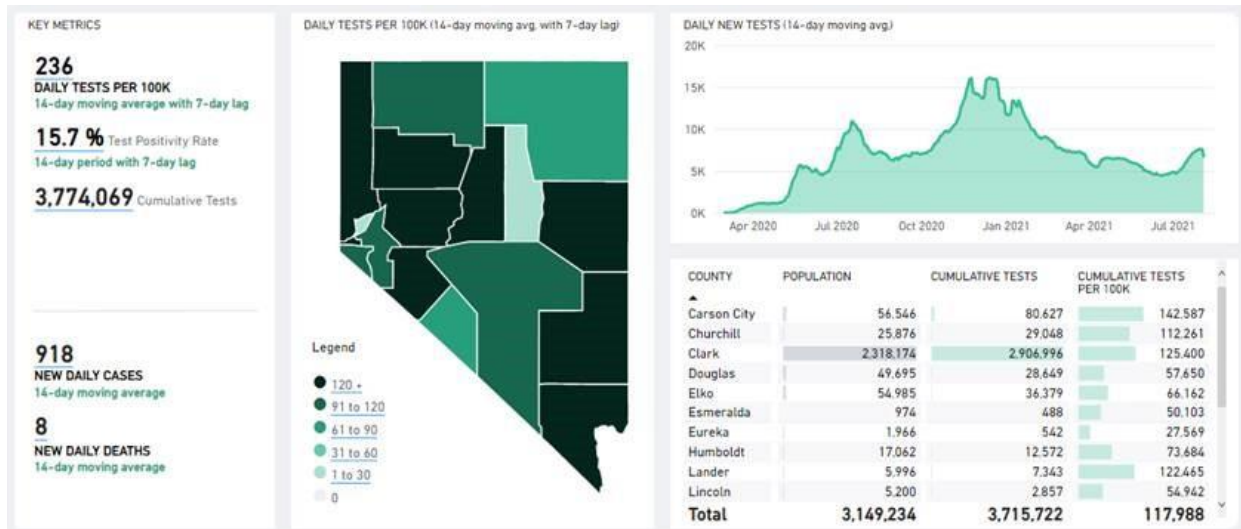 KEY METRICS
236
DAILY TESTS PER 100K
14-day moving average with 7-day lag
15.7 % Test Positivity Rate
14-day period with 7-day lag
3,774,069 Cumulative Tests
918
NEW DAILY CASES
14-day moving average
8
NEW DAILY DEATHS
14-day moving average
DAILY TESTS PER 100K (14-day moving avg. with 7-day lag)
Legend
120 +
91 to 120
61 to 90
31 to 60
1 to 30
0
DAILY NEW TESTS (14-day moving avg.)
20K
15K
10K
5K
0K
Apr 2020 Jul 2020 Oct 2020 Jan 2021 Apr 2021 Jul 2021
COUNTY POPULATION CUMULATIVE TESTS CUMULATIVE TESTS
PER 100K
Carson City 56,546 80,627 142,587
Churchill 25,876 29,048 112,261
Clark 2,318,174 2,906,996 125,400
Douglas 49,695 28,649 57,650
Elko 54,985 36,379 66,162
Esmeralda 974 488 50,103
Eureka 1,966 542 27,569
Humboldt 17,062 12,572 73,684
Lander 5,996 7,343 122,465
Lincoln 5,200 2,857 54,942
Total 3,149,234 3,715,722 117,988